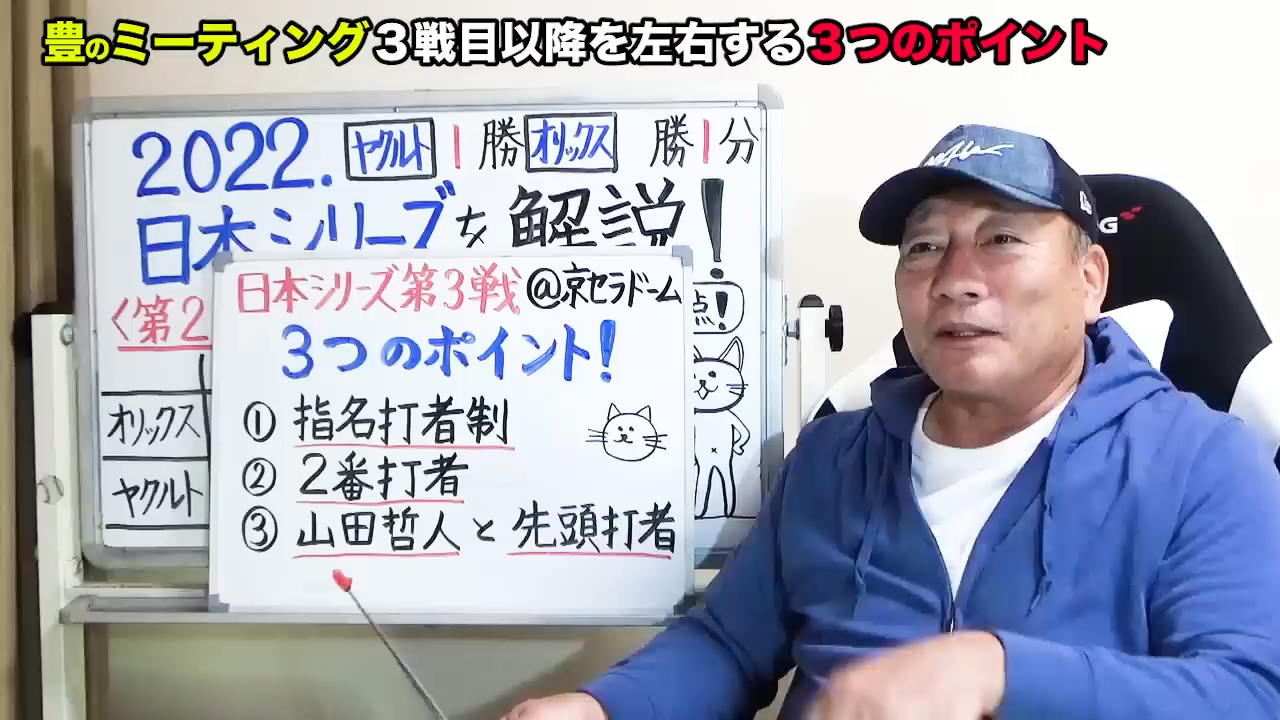 豊のミーティング3戦目以降を左右する3つのポイント
2022. ヤクルト 1勝 オリックス 勝1分
日本シリーズを解説!
<第2
点!
オリックス
ヤクルト
日本シリーズ第3戦@京セラドーム
3つのポイント!
① 指名打者制
② 2番打者
③ 山田哲人と先頭打者